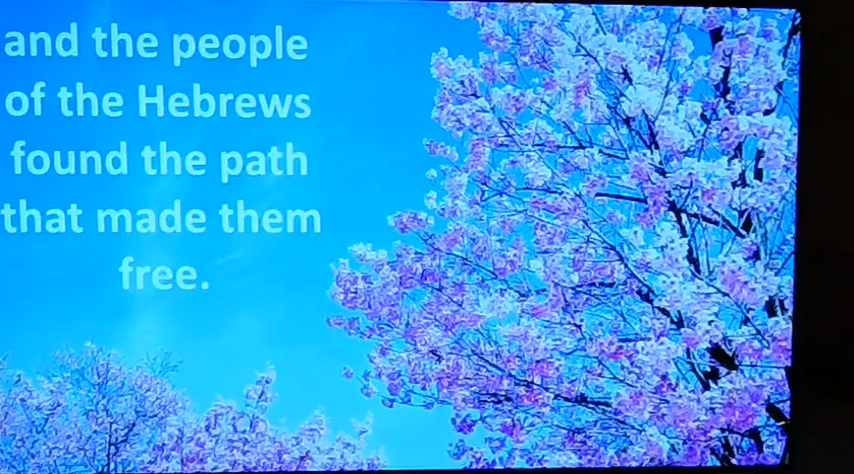 and the people
of the Hebrews
found the path
that made them
free.